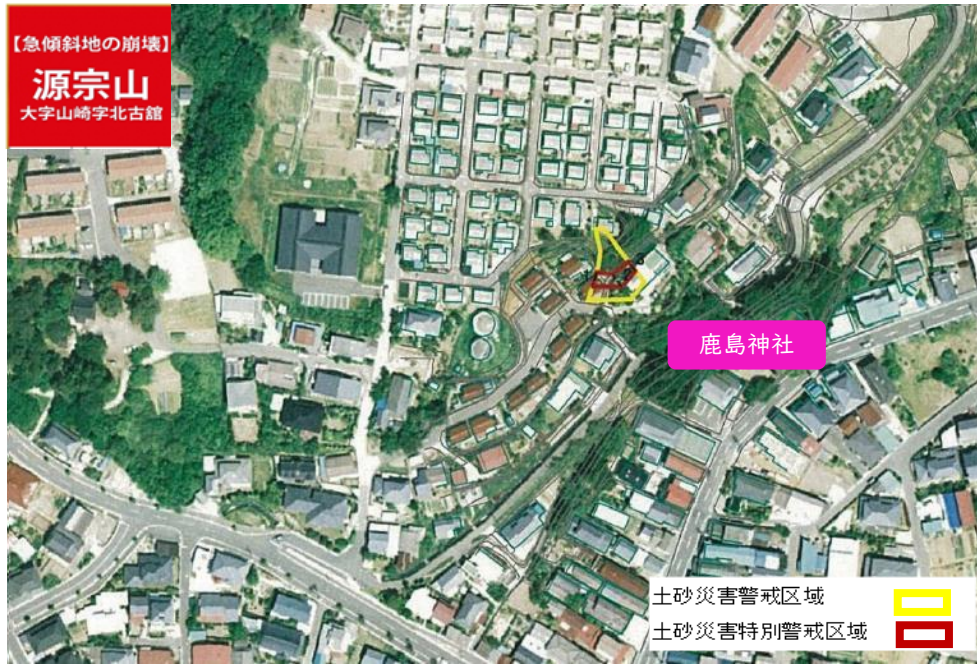 【急傾斜地の崩壊】
源宗山
大字山崎字北古舘
鹿島神社
土砂災害警戒区域
土砂災害特別警戒区域